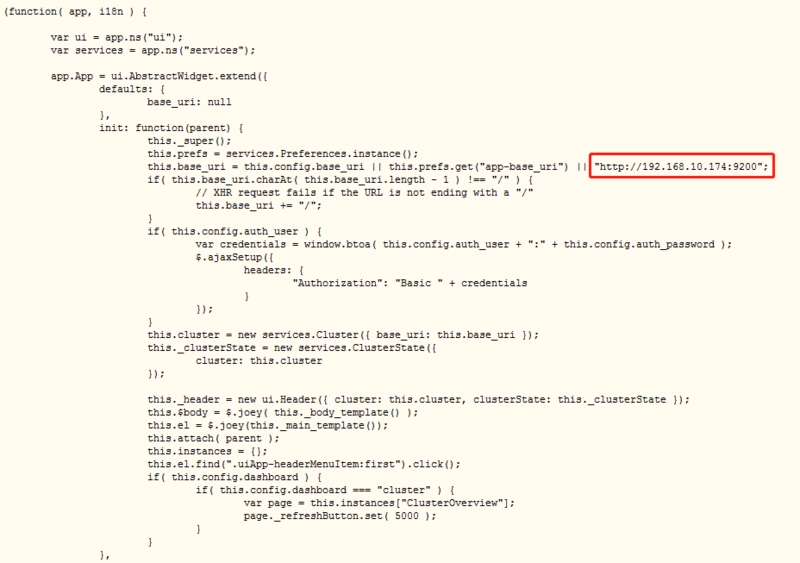 (function( app, i18n ) {
var ui = app.ns("ui");
var services = app.ns("services");
app.App = ui.AbstractWidget.extend({
defaults: {
base_uri: null
},
init: function(parent) {
this._super();
this.prefs = services.Preferences.instance();
this.base_uri = this.config.base_uri || this.prefs.get("app-base_uri") || "http://192.168.10.174:9200";
if( this.base_uri.charAt( this.base_uri.length - 1 ) !== "/" ) {
// XHR request fails if the URL is not ending with a "/"
this.base_uri += "/";
}
if( this.config.auth_user ) {
var credentials = window.btoa( this.config.auth_user + ":" + this.config.auth_password );
$.ajaxSetup({
headers: {
"Authorization": "Basic " + credentials
}
});
}
this.cluster = new services.Cluster({ base_uri: this.base_uri });
this._clusterState = new services.ClusterState({
cluster: this.cluster
});
this._header = new ui.Header({ cluster: this.cluster, clusterState: this._clusterState });
this.$body = $.joey( this._body_template() );
this.el = $.joey(this._main_template());
this.attach( parent );
this.instances = {};
this.el.find(".uiApp-headerMenuItem:first").click();
if( this.config.dashboard ) {
if( this.config.dashboard === "cluster" ) {
var page = this.instances["ClusterOverview"];
page._refreshButton.set( 5000 );
}
}
},